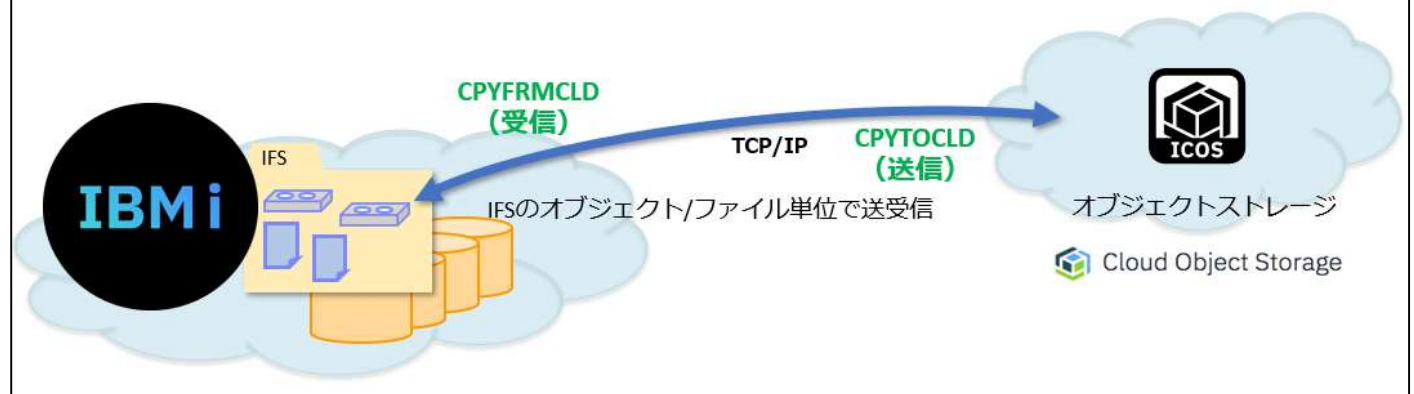 CPYFRMCLD
(受信)
IFS
IBM i
TCP/IP
CPYTOCLD
(送信)
IFSのオブジェクト/ファイル単位で送受信
ICOS
オブジェクトストレージ
Cloud Object Storage